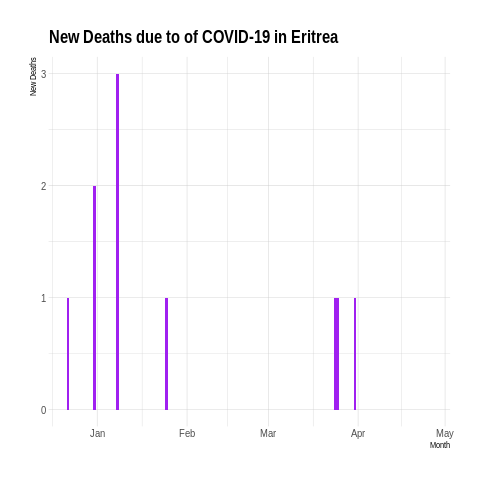 New Deaths due to of COVID-19 in Eritrea
New Deaths
3
2
1
0
Jan Feb Mar Apr May
Month